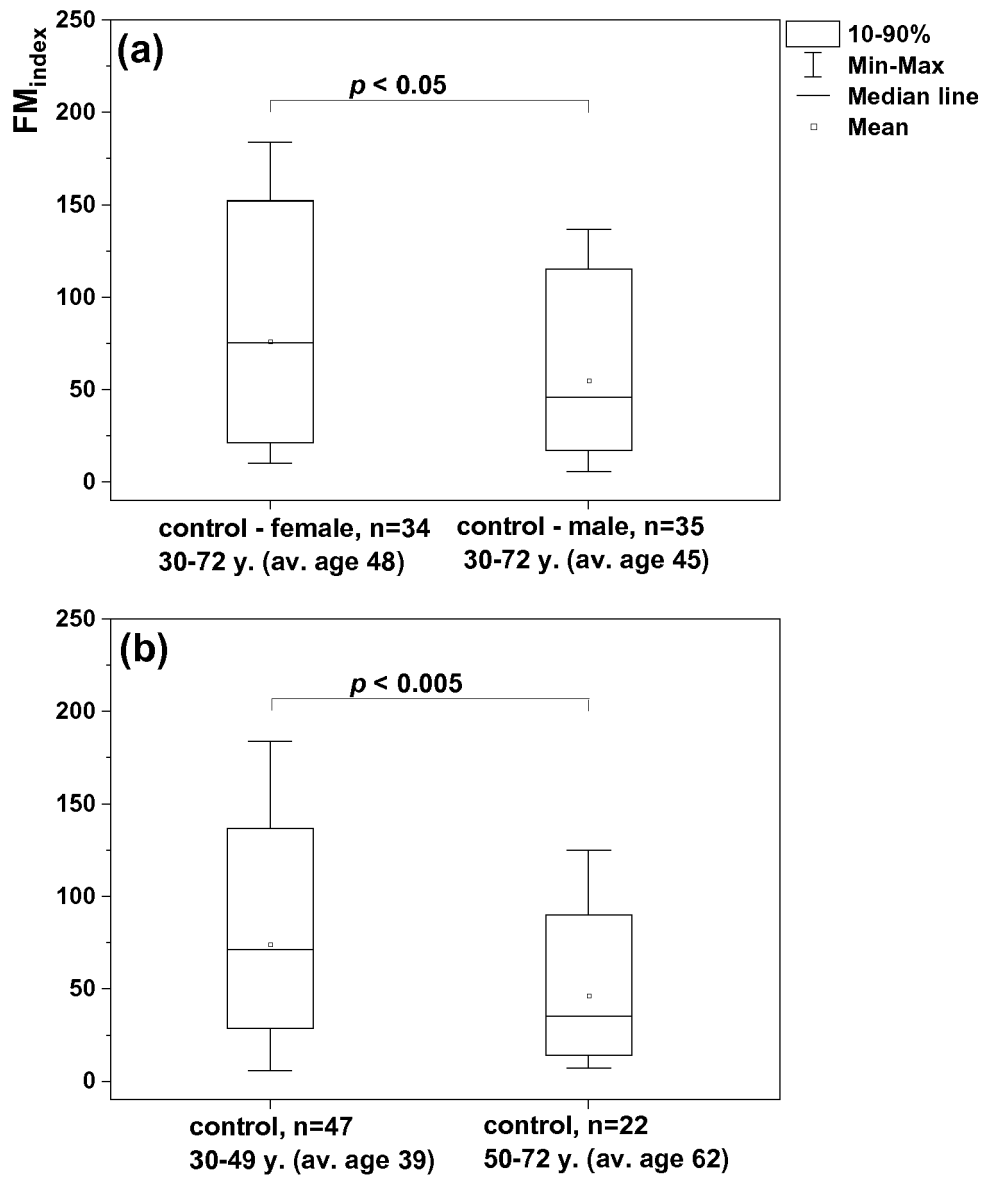 250
(a)
FMindex
p < 0.05
200
150
100
50
0
10-90%
Min-Max
Median line
Mean
control - female, n=34
30-72 y. (av. age 48)
control - male, n=35
30-72 y. (av. age 45)
250
(b)
p < 0.005
200
150
100
50
0
control, n=47
30-49 y. (av. age 39)
control, n=22
50-72 y. (av. age 62)